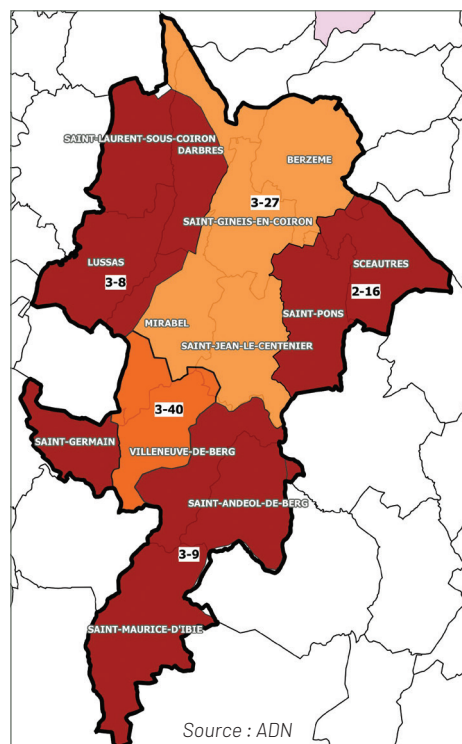 SAINT-LAURENT-SOUS-COIRON
DARBRES
BERZEME
3-27
SAINT-GINEIS-EN-COIRON
LUSSAS
3-8
SCEAUTRES
2-16
SAINT-PONS
MIRABEL
SAINT-JEAN-LE-CENTENIER
3-40
SAINT-GERMAIN
VILLENEUVE-DE-BERG
SAINT-ANDEOL-DE-BERG
3-9
SAINT-MAURICE-D'IBIE
Source : ADN